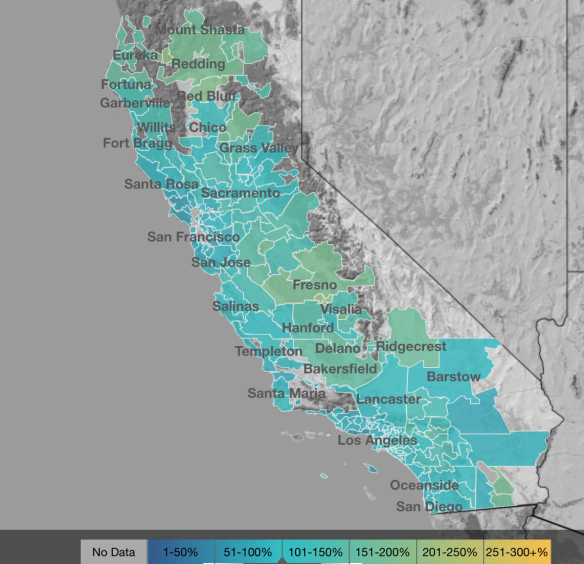 Mount Shasta
Eureka
Redding
Fortuna
Red Bluff
Garberville
Willits
Chico
Fort Bragg
Grass Valley
Santa Rosa
Sacramento
San Francisco
San Jose
Fresno
Salinas
Visalia
Hanford
Templeton
Delano
Ridgecrest
Bakersfield
Barstow
Santa Maria
Lancaster
Los Angeles
Oceanside
San Diego
No Data 1-50% 51-100% 101-150% 151-200% 201-250% 251-300+%